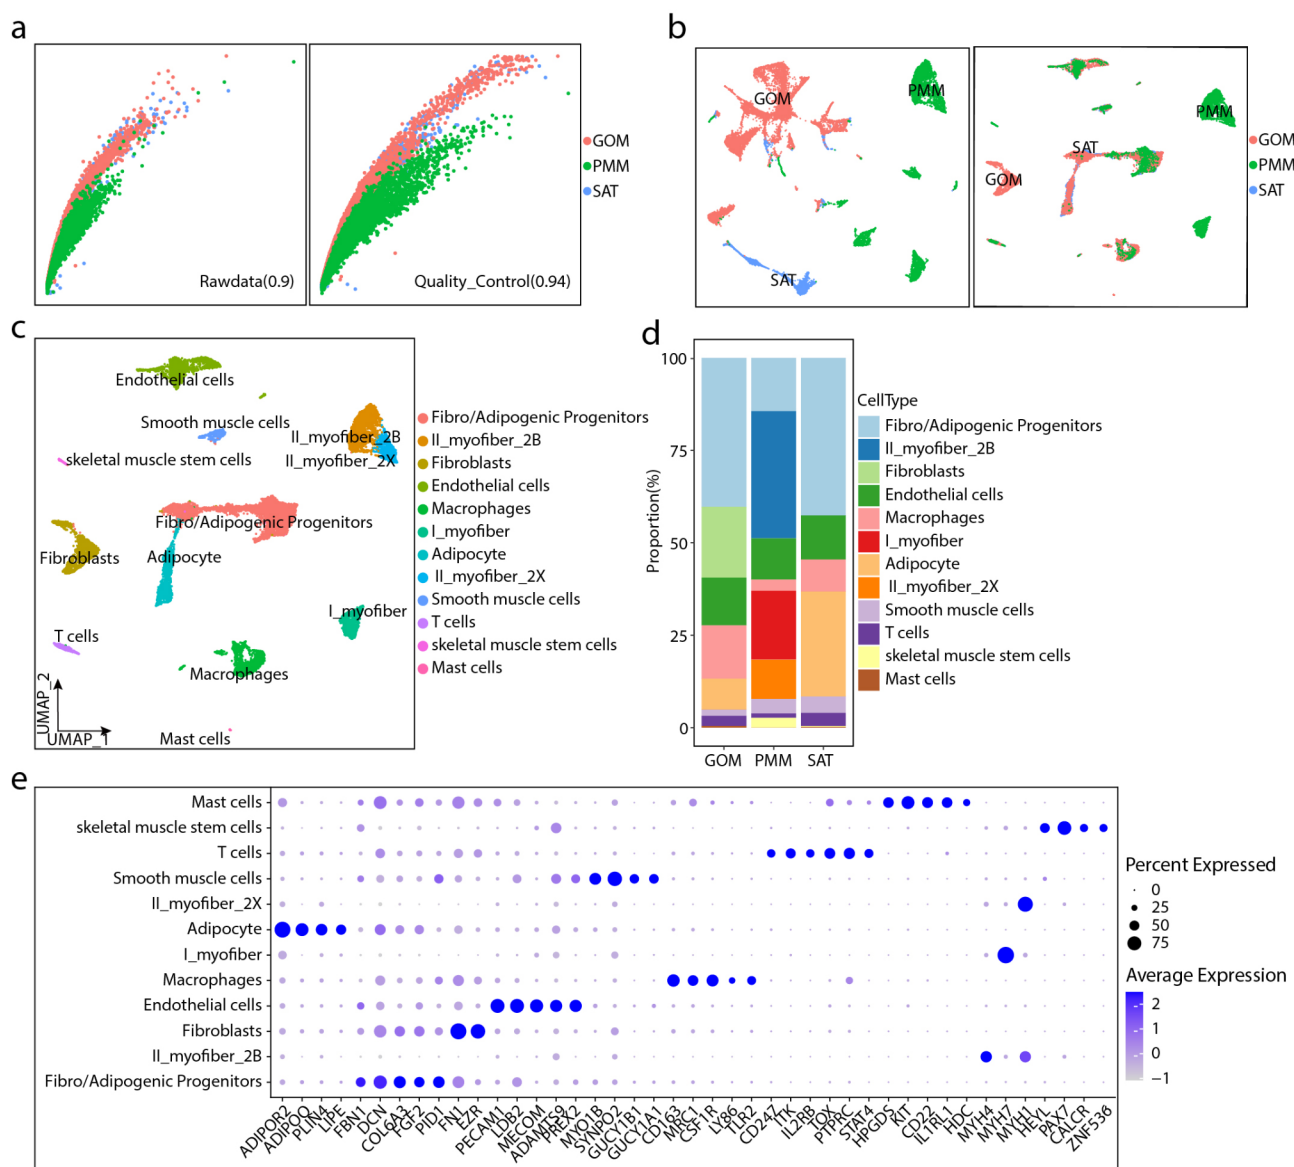 a
Rawdata(0.9)
Quality_Control(0.94)
GOM
PMM
SAT
b
GOM
PMM
SAT
GOM
PMM
SAT
GOM
PMM
SAT
c
Endothelial cells
Smooth muscle cells
II_myofiber_2B
II_myofiber_2X
skeletal muscle stem cells
Fibro/Adipogenic Progenitors
Fibroblasts
Adipocyte
I_myofiber
T cells
Macrophages
Mast cells
UMAP_2
UMAP_1
Fibro/Adipogenic Progenitors
II_myofiber_2B
Fibroblasts
Endothelial cells
Macrophages
I_myofiber
Adipocyte
II_myofiber_2X
Smooth muscle cells
T cells
skeletal muscle stem cells
Mast cells
d
Proportion(%)
100
75
50
25
0
GOM PMM SAT
CellType
Fibro/Adipogenic Progenitors
II_myofiber_2B
Fibroblasts
Endothelial cells
Macrophages
I_myofiber
Adipocyte
II_myofiber_2X
Smooth muscle cells
T cells
skeletal muscle stem cells
Mast cells
e
Mast cells
skeletal muscle stem cells
T cells
Smooth muscle cells
II_myofiber_2X
Adipocyte
I_myofiber
Macrophages
Endothelial cells
Fibroblasts
II_myofiber_2B
Fibro/Adipogenic Progenitors
ADIPOR2
ADIPOQ
PLIN4
LIPE
FBN1
DCN
COL6A3
FGF2
PID1
FN1
EZR
PECAM1
LDB2
MECOM
ADAMTS9
PREX2
MYO1B
SYNPO2
GUCY1B1
GUCY1A1
CD163
MRC1
CSF1R
LY86
TLR2
CD247
ITK
IL2RB
TOX
PTPRC
STAT4
HPGDS
KIT
CD22
IL1RL1
HDC
MYH4
MYH7
MYH1
HEYL
PAX7
CALCR
ZNF536
Percent Expressed
0
25
50
75
Average Expression
2
1
0
−1